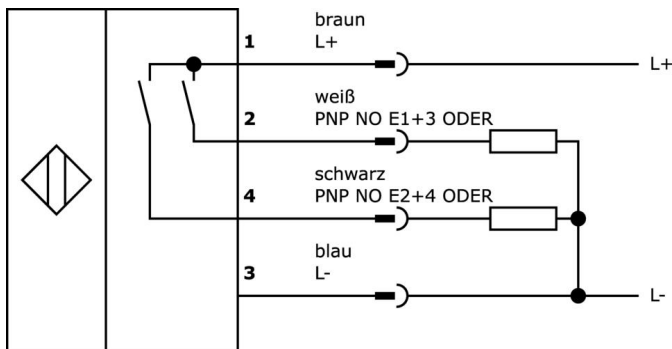 braun
1 L+
L+
weiß
2 PNP NO E1+3 ODER
schwarz
4 PNP NO E2+4 ODER
blau
3 L-
L-